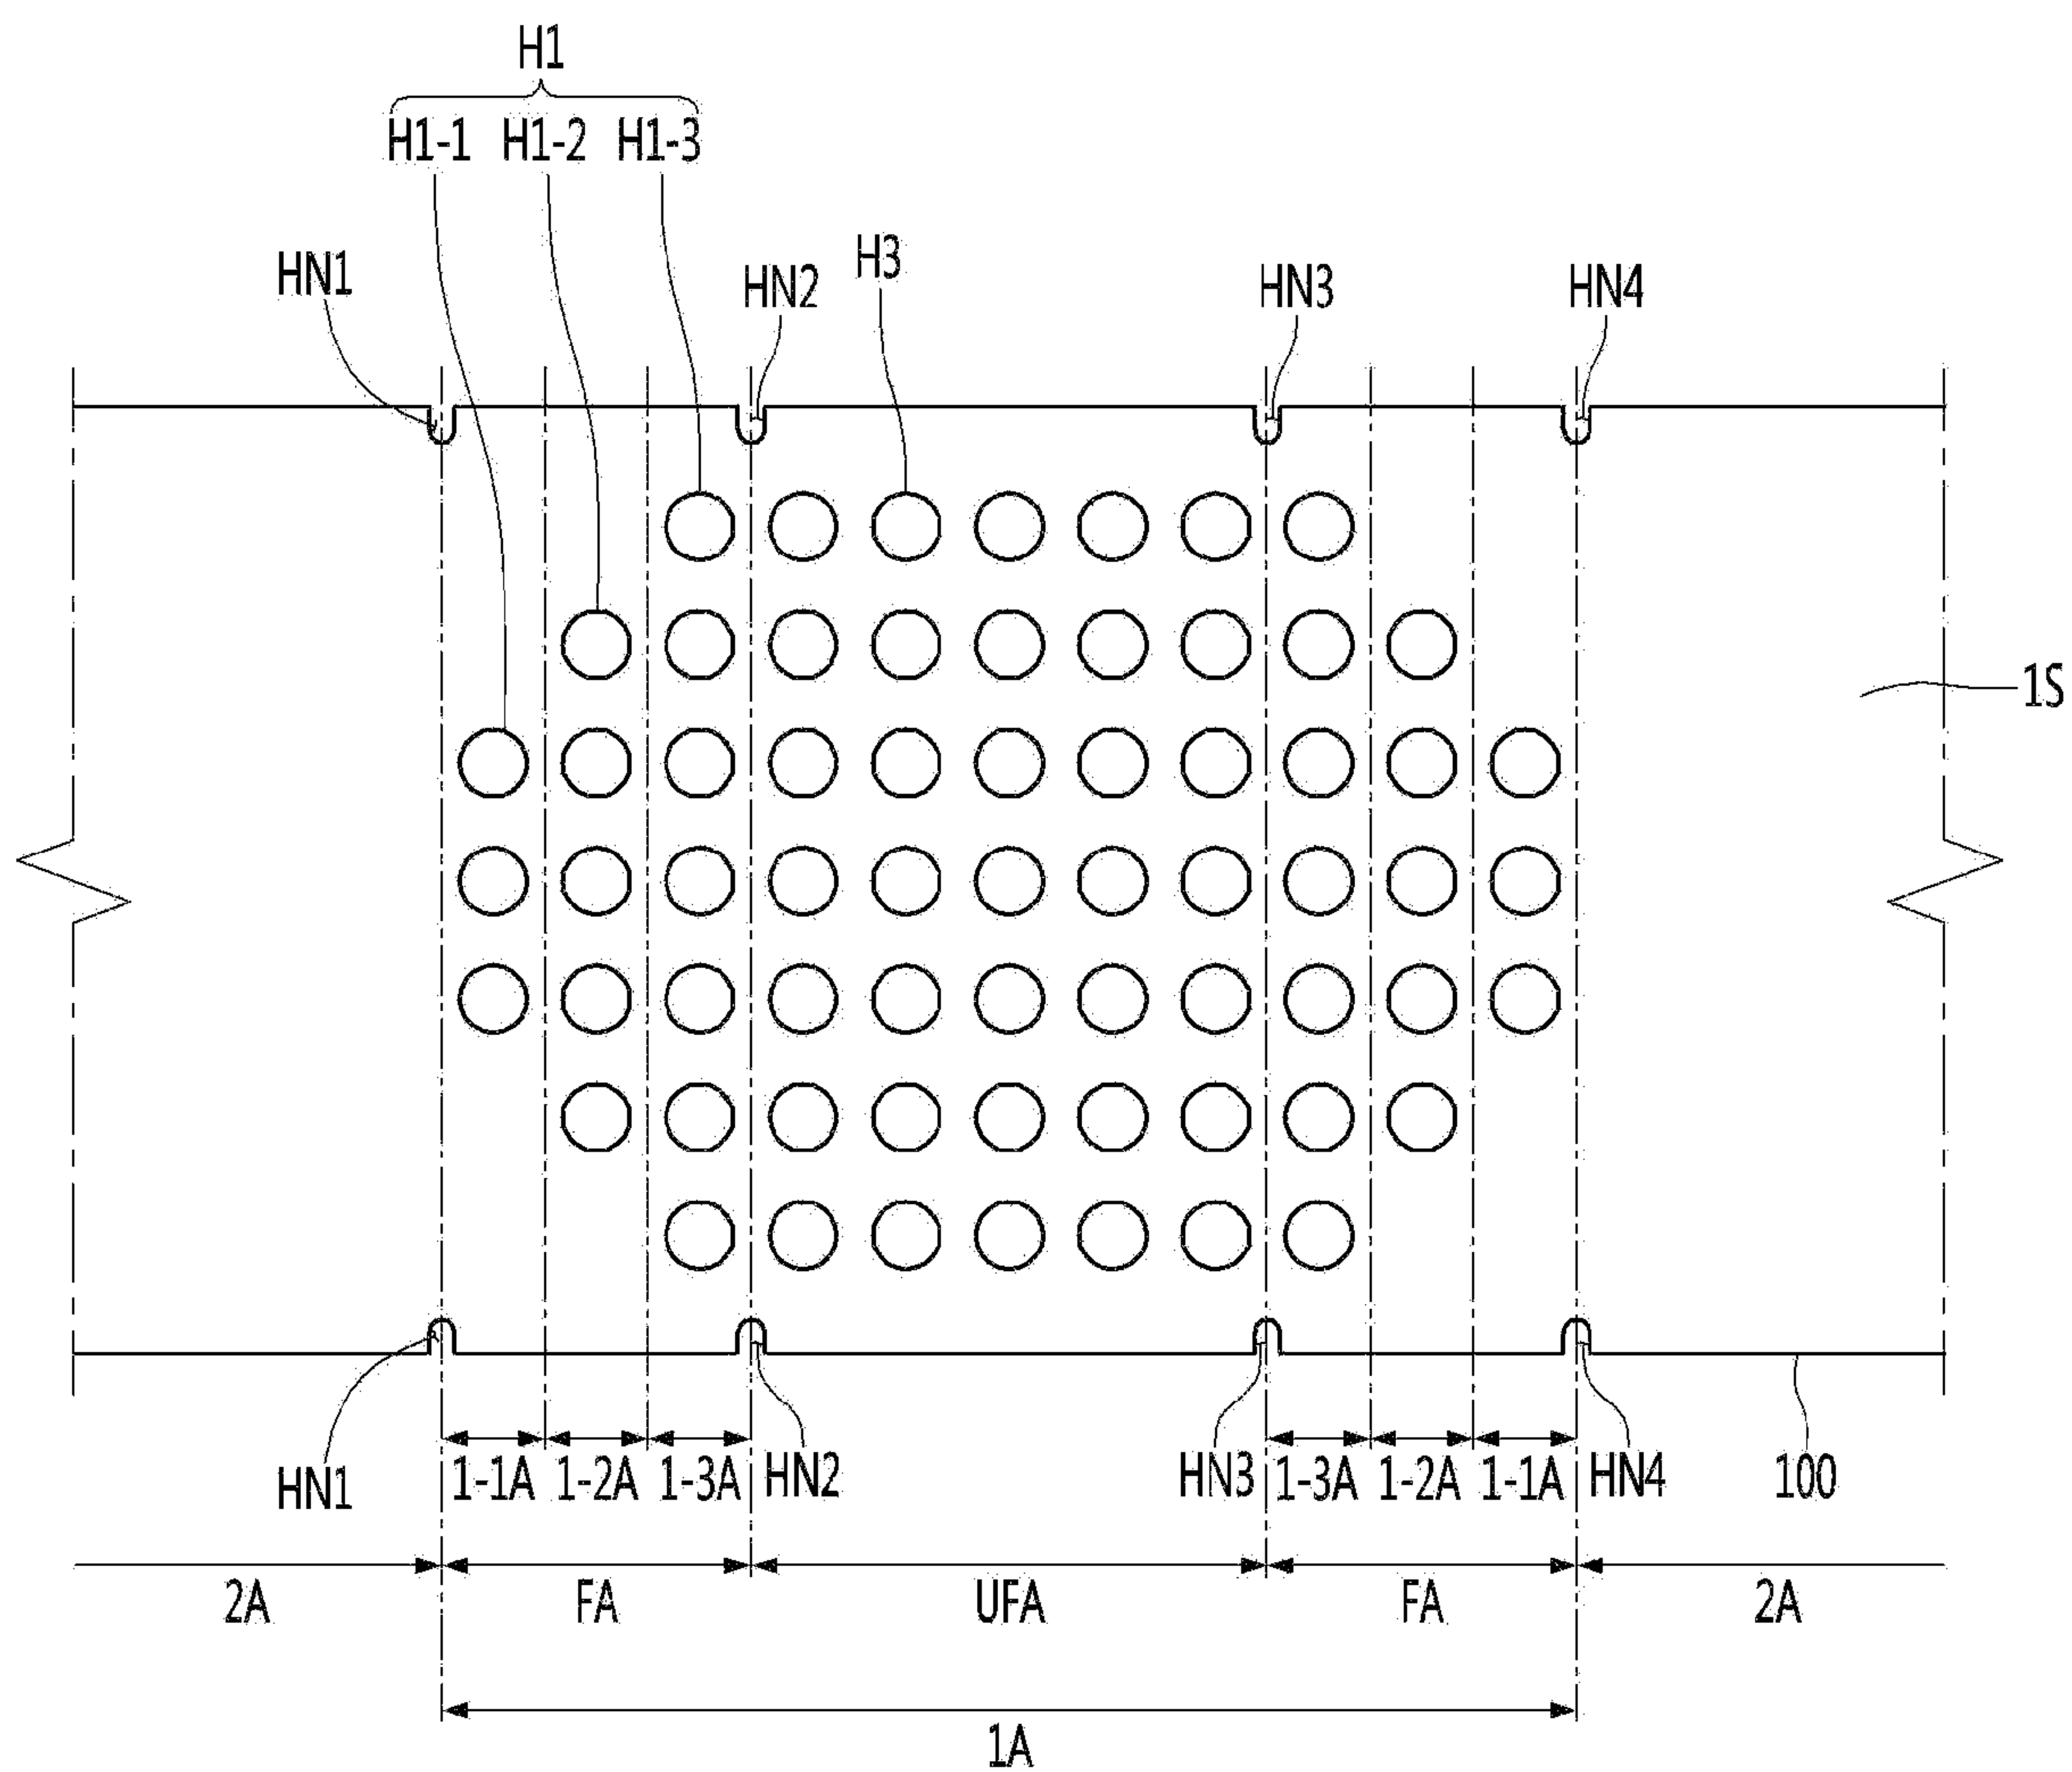 H1
H1-1 H1-2 H1-3
HN1 HN2 H3 HN3 HN4
1S
HN1 1-1A 1-2A 1-3A HN2 HN3 1-3A 1-2A 1-1A HN4 100
2A FA UFA FA 2A
1A